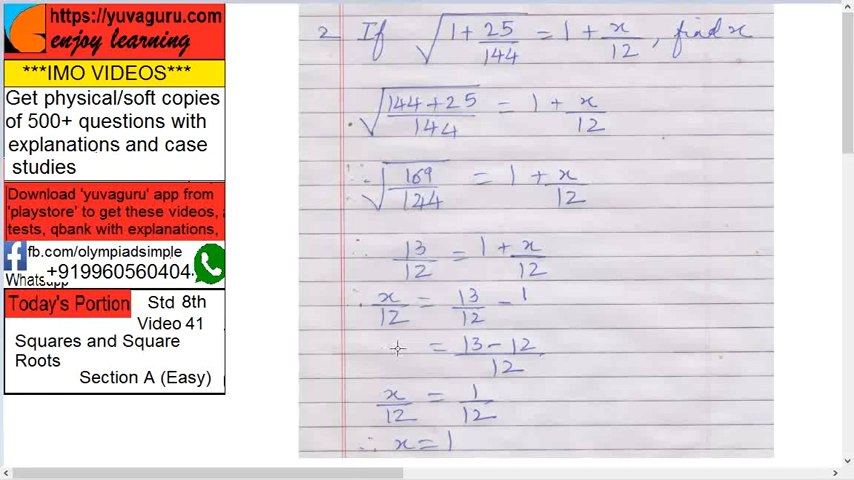 https://yuvaguru.com
enjoy learning
***IMO VIDEOS***
Get physical/soft copies
of 500+ questions with
explanations and case
studies
Download 'yuvaguru' app from
'playstore' to get these videos,
tests, qbank with explanations,
fb.com/olympiadsimple
Whatsapp
+919960560404
Today's Portion
Std 8th
Video 41
Squares and Square
Roots
Section A (Easy)
2 If √(1 + 25/144) = 1 + x/12, find x
√((144 + 25)/144) = 1 + x/12
∴ √(169/144) = 1 + x/12
∴ 13/12 = 1 + x/12
∴ x/12 = 13/12 - 1
= (13 - 12)/12
x/12 = 1/12
∴ x = 1